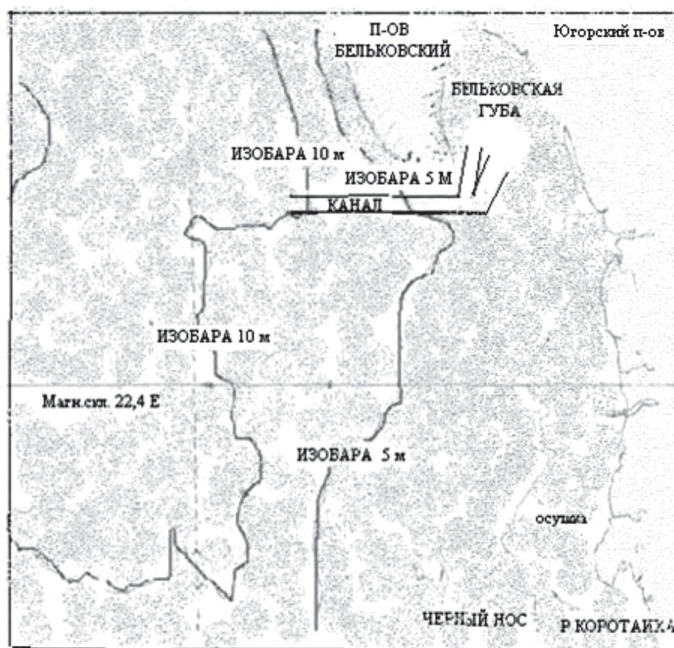 П-ОВ
БЕЛЬКОВСКИЙ
Югорский п-ов
БЕЛЬКОВСКАЯ
ГУБА
ИЗОБАРА 10 м
ИЗОБАРА 5 М
КАНАЛ
ИЗОБАРА 10 м
Магн.скл. 22,4 Е
ИЗОБАРА 5 м
осушка
ЧЕРНЫЙ НОС
Р КОРОТАИХА